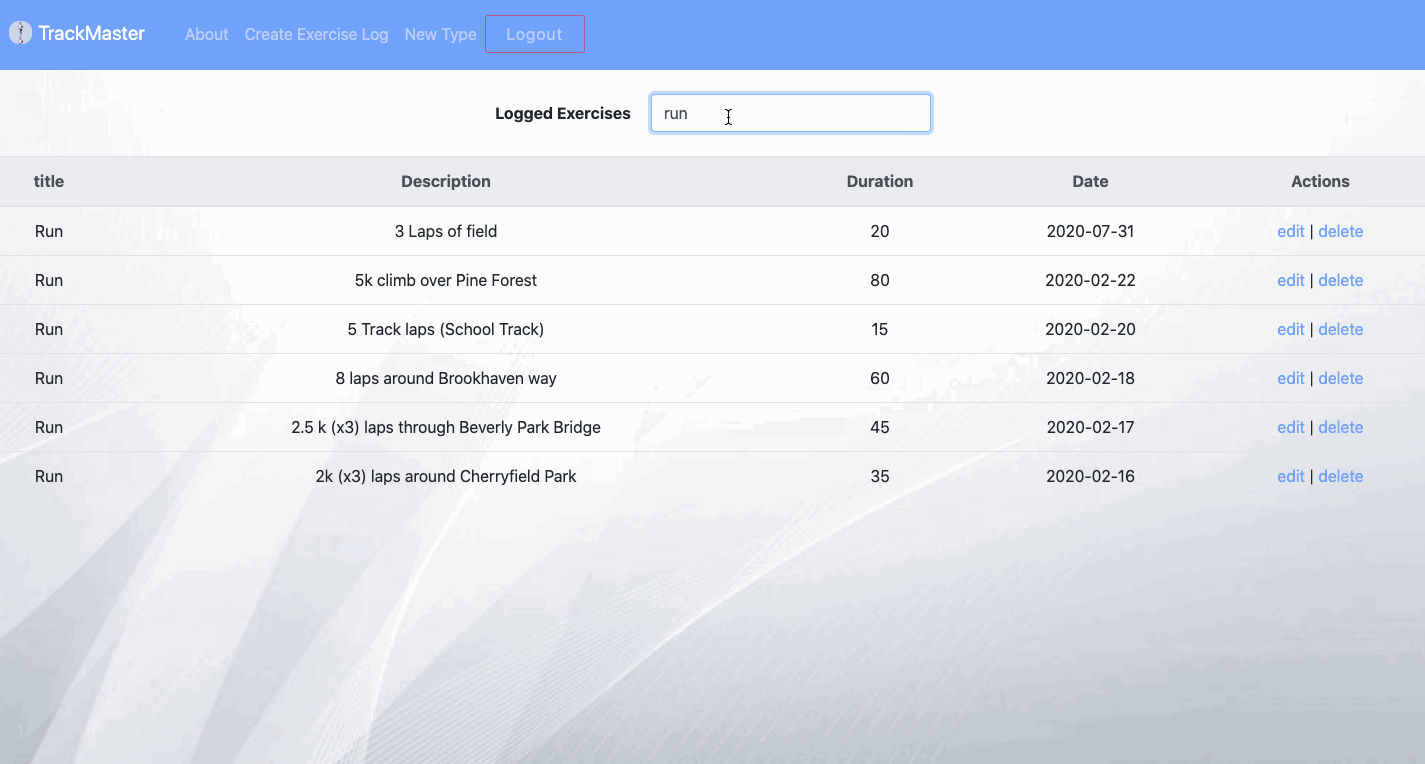 TrackMaster About Create Exercise Log New Type Logout
Logged Exercises run
title Description Duration Date Actions
Run 3 Laps of field 20 2020-07-31 edit | delete
Run 5k climb over Pine Forest 80 2020-02-22 edit | delete
Run 5 Track laps (School Track) 15 2020-02-20 edit | delete
Run 8 laps around Brookhaven way 60 2020-02-18 edit | delete
Run 2.5 k (x3) laps through Beverly Park Bridge 45 2020-02-17 edit | delete
Run 2k (x3) laps around Cherryfield Park 35 2020-02-16 edit | delete